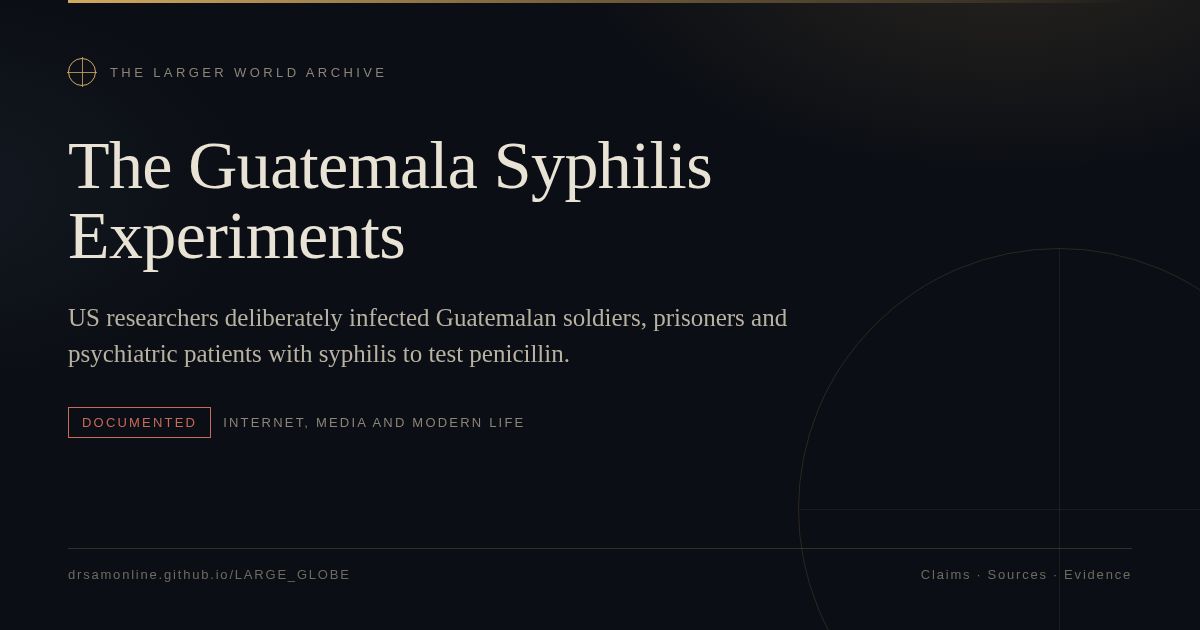 THE LARGER WORLD ARCHIVE
The Guatemala Syphilis
Experiments
US researchers deliberately infected Guatemalan soldiers, prisoners and
psychiatric patients with syphilis to test penicillin.
DOCUMENTED INTERNET, MEDIA AND MODERN LIFE
drsamonline.github.io/LARGE_GLOBE Claims · Sources · Evidence